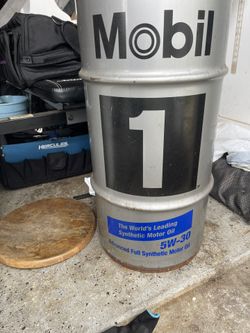 Mobil
1
HERCULES
The World's Leading
Synthetic Motor Oil
5W-30
Advanced Full Synthetic Motor Oil